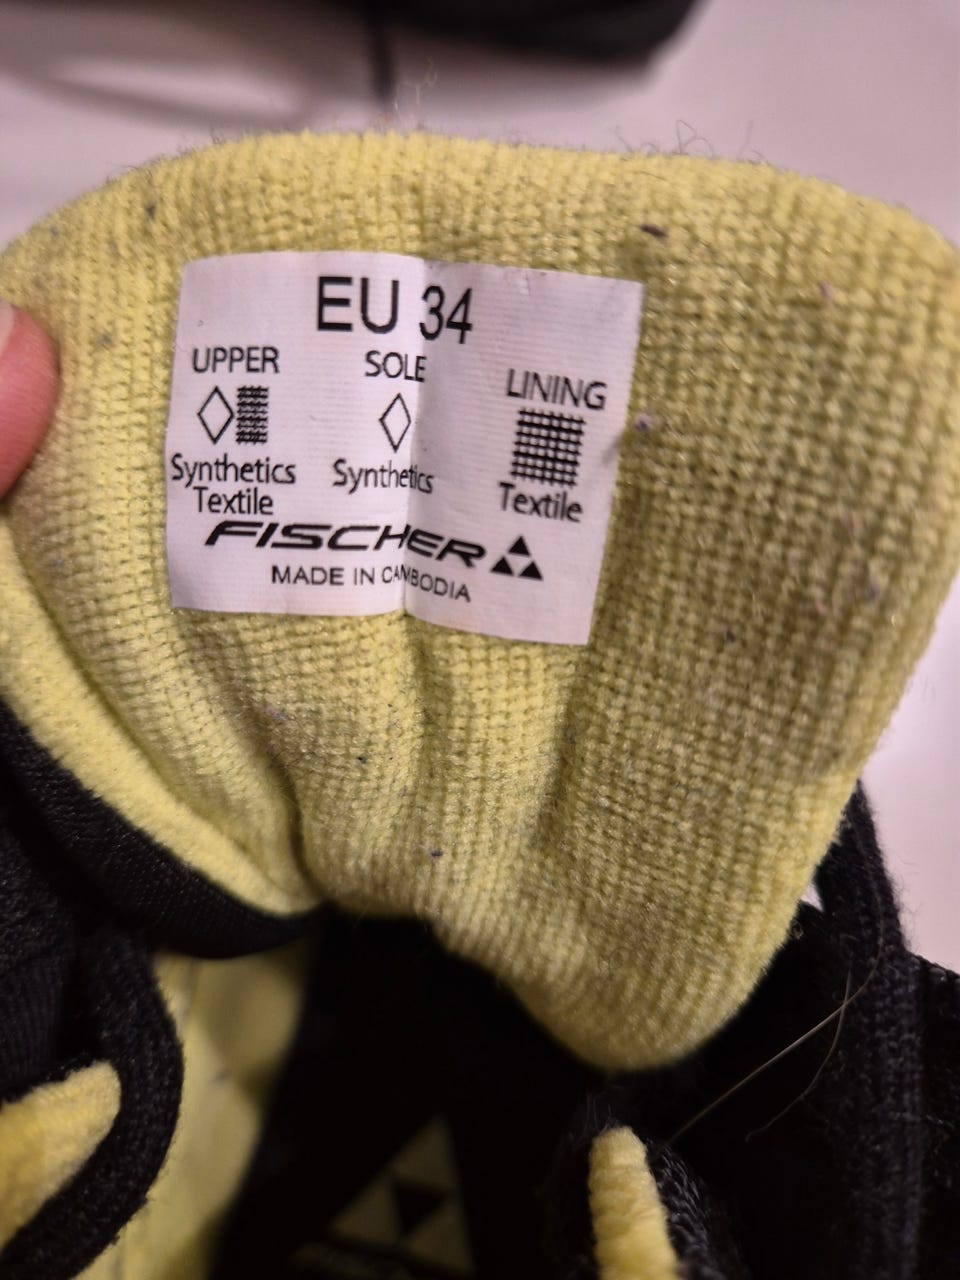 EU 34
UPPER SOLE LINING
Synthetics Textile Synthetics Textile
FISCHER
MADE IN CAMBODIA